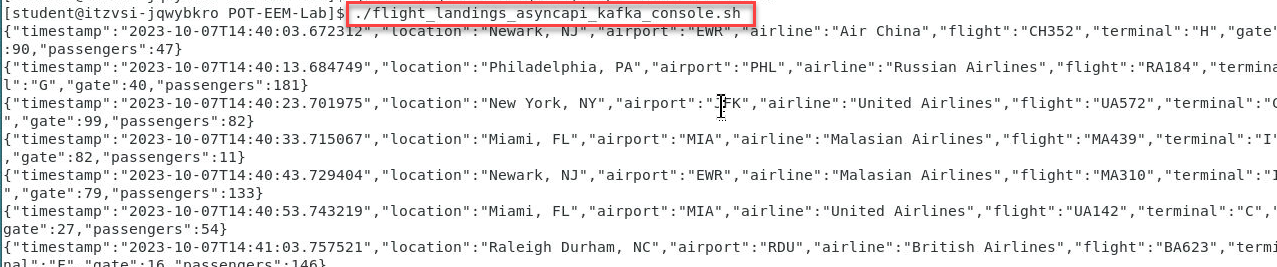 [student@itzvsi-jqwybkro POT-EEM-Lab]$ ./flight_landings_asyncapi_kafka_console.sh
{"timestamp":"2023-10-07T14:40:03.672312","location":"Newark, NJ","airport":"EWR","airline":"Air China","flight":"CH352","terminal":"H","gate"
:90,"passengers":47}
{"timestamp":"2023-10-07T14:40:13.684749","location":"Philadelphia, PA","airport":"PHL","airline":"Russian Airlines","flight":"RA184","termina
l":"G","gate":40,"passengers":181}
{"timestamp":"2023-10-07T14:40:23.701975","location":"New York, NY","airport":"JFK","airline":"United Airlines","flight":"UA572","terminal":"C
","gate":99,"passengers":82}
{"timestamp":"2023-10-07T14:40:33.715067","location":"Miami, FL","airport":"MIA","airline":"Malasian Airlines","flight":"MA439","terminal":"I"
,"gate":82,"passengers":11}
{"timestamp":"2023-10-07T14:40:43.729404","location":"Newark, NJ","airport":"EWR","airline":"Malasian Airlines","flight":"MA310","terminal":"I
","gate":79,"passengers":133}
{"timestamp":"2023-10-07T14:40:53.743219","location":"Miami, FL","airport":"MIA","airline":"United Airlines","flight":"UA142","terminal":"C","
gate":27,"passengers":54}
{"timestamp":"2023-10-07T14:41:03.757521","location":"Raleigh Durham, NC","airport":"RDU","airline":"British Airlines","flight":"BA623","termi
nal":"F","gate":16,"passengers":146}